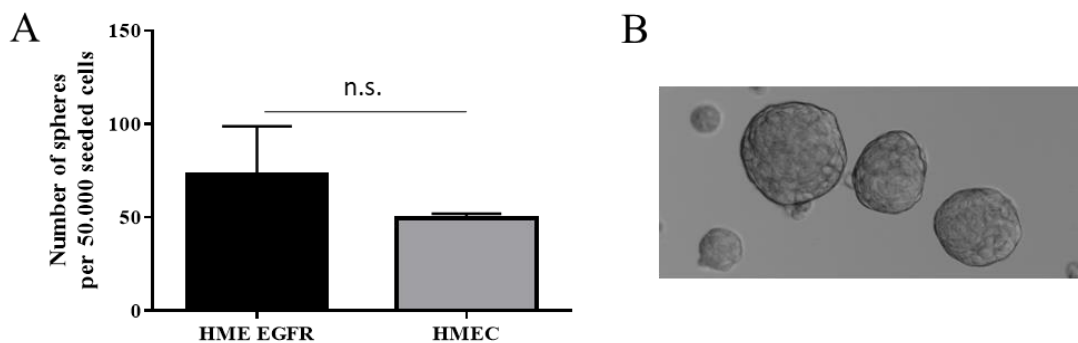 A
Number of spheres
per 50.000 seeded cells
150
100
50
0
n.s.
HME EGFR
HMEC
B